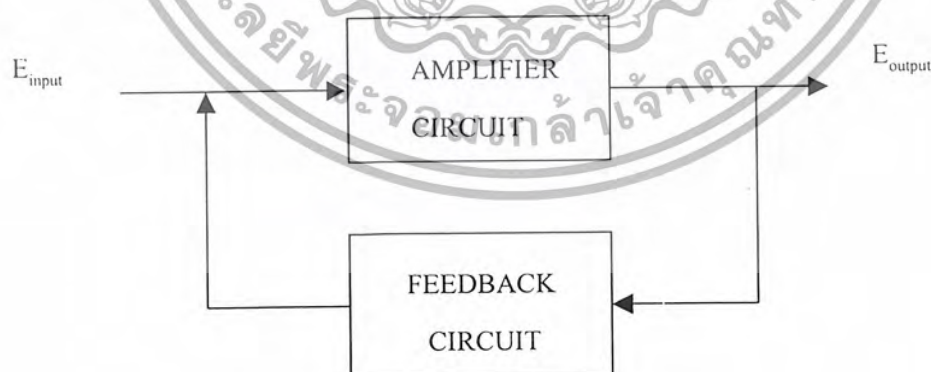 E_input
E_output
AMPLIFIER
CIRCUIT
FEEDBACK
CIRCUIT